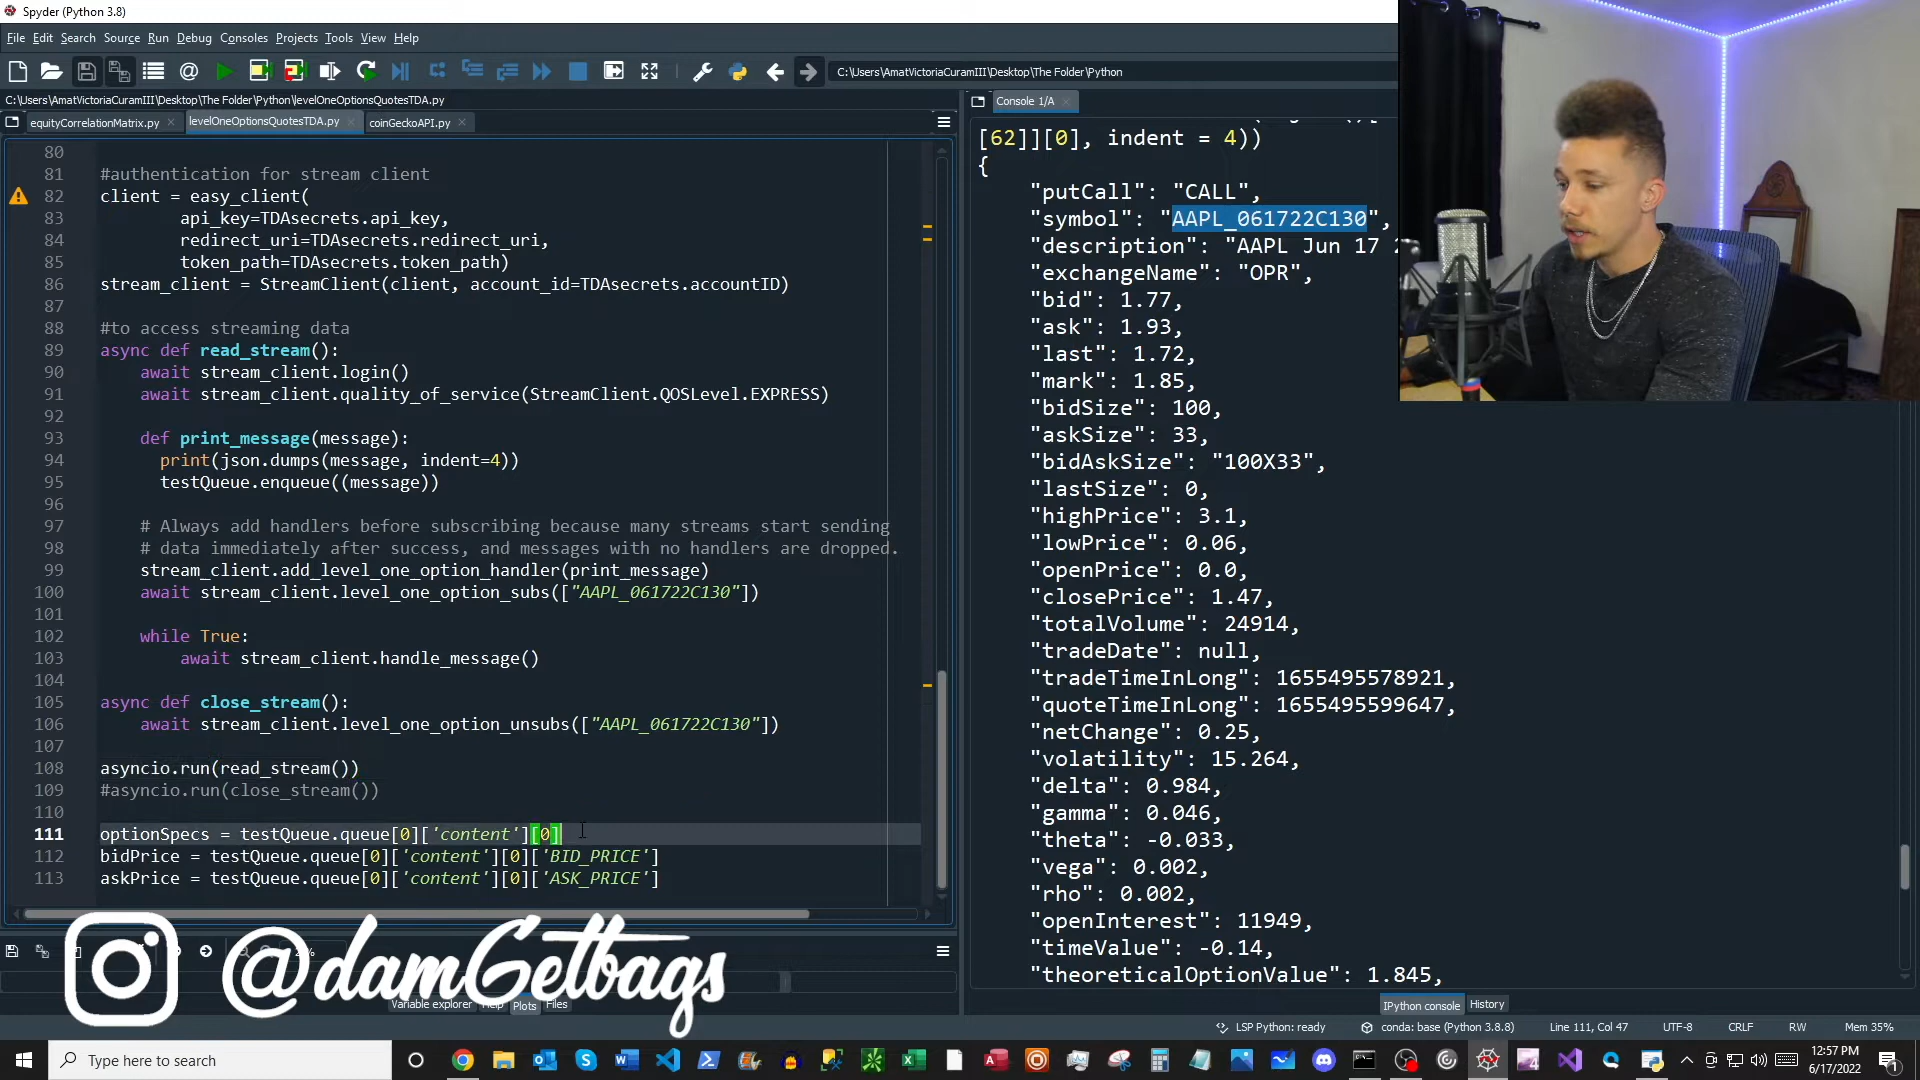 Spyder (Python 3.8)
File Edit Search Source Run Debug Consoles Projects Tools View Help
C:\Users\AmatVictoriaCuramIII\Desktop\The Folder\Python
C:\Users\AmatVictoriaCuramIII\Desktop\The Folder\Python\levelOneOptionsQuotesTDA.py
equityCorrelationMatrix.py levelOneOptionsQuotesTDA.py coinGeckoAPI.py
80
81 #authentication for stream client
82 client = easy_client(
83 api_key=TDAsecrets.api_key,
84 redirect_uri=TDAsecrets.redirect_uri,
85 token_path=TDAsecrets.token_path)
86 stream_client = StreamClient(client, account_id=TDAsecrets.accountID)
87
88 #to access streaming data
89 async def read_stream():
90 await stream_client.login()
91 await stream_client.quality_of_service(StreamClient.QOSLevel.EXPRESS)
92
93 def print_message(message):
94 print(json.dumps(message, indent=4))
95 testQueue.enqueue((message))
96
97 # Always add handlers before subscribing because many streams start sending
98 # data immediately after success, and messages with no handlers are dropped.
99 stream_client.add_level_one_option_handler(print_message)
100 await stream_client.level_one_option_subs(["AAPL_061722C130"])
101
102 while True:
103 await stream_client.handle_message()
104
105 async def close_stream():
106 await stream_client.level_one_option_unsubs(["AAPL_061722C130"])
107
108 asyncio.run(read_stream())
109 #asyncio.run(close_stream())
110
111 optionSpecs = testQueue.queue[0]['content'][0]
112 bidPrice = testQueue.queue[0]['content'][0]['BID_PRICE']
113 askPrice = testQueue.queue[0]['content'][0]['ASK_PRICE']
@damGetbags
Variable explorer Help Plots Files
Console 1/A
[62]][0], indent = 4))
{
"putCall": "CALL",
"symbol": "AAPL_061722C130",
"description": "AAPL Jun 17 2
"exchangeName": "OPR",
"bid": 1.77,
"ask": 1.93,
"last": 1.72,
"mark": 1.85,
"bidSize": 100,
"askSize": 33,
"bidAskSize": "100X33",
"lastSize": 0,
"highPrice": 3.1,
"lowPrice": 0.06,
"openPrice": 0.0,
"closePrice": 1.47,
"totalVolume": 24914,
"tradeDate": null,
"tradeTimeInLong": 1655495578921,
"quoteTimeInLong": 1655495599647,
"netChange": 0.25,
"volatility": 15.264,
"delta": 0.984,
"gamma": 0.046,
"theta": -0.033,
"vega": 0.002,
"rho": 0.002,
"openInterest": 11949,
"timeValue": -0.14,
"theoreticalOptionValue": 1.845,
IPython console History
LSP Python: ready conda: base (Python 3.8.8) Line 111, Col 47 UTF-8 CRLF RW Mem 35%
Type here to search
12:57 PM
6/17/2022